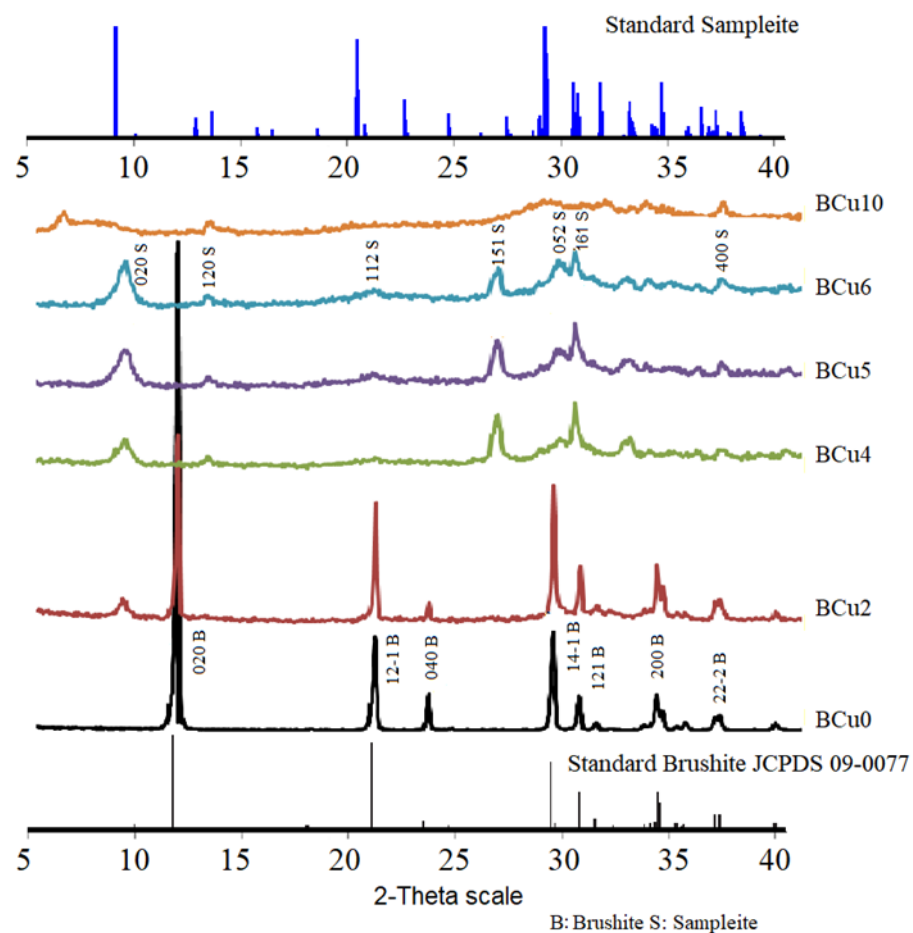 Standard Sampleite
5 10 15 20 25 30 35 40
BCu10
020 S 120 S 112 S 151 S 052 S 161 S 400 S
BCu6
BCu5
BCu4
BCu2
020 B 12-1 B 040 B 14-1 B 121 B 200 B 22-2 B
BCu0
Standard Brushite JCPDS 09-0077
5 10 15 20 25 30 35 40
2-Theta scale
B: Brushite S: Sampleite